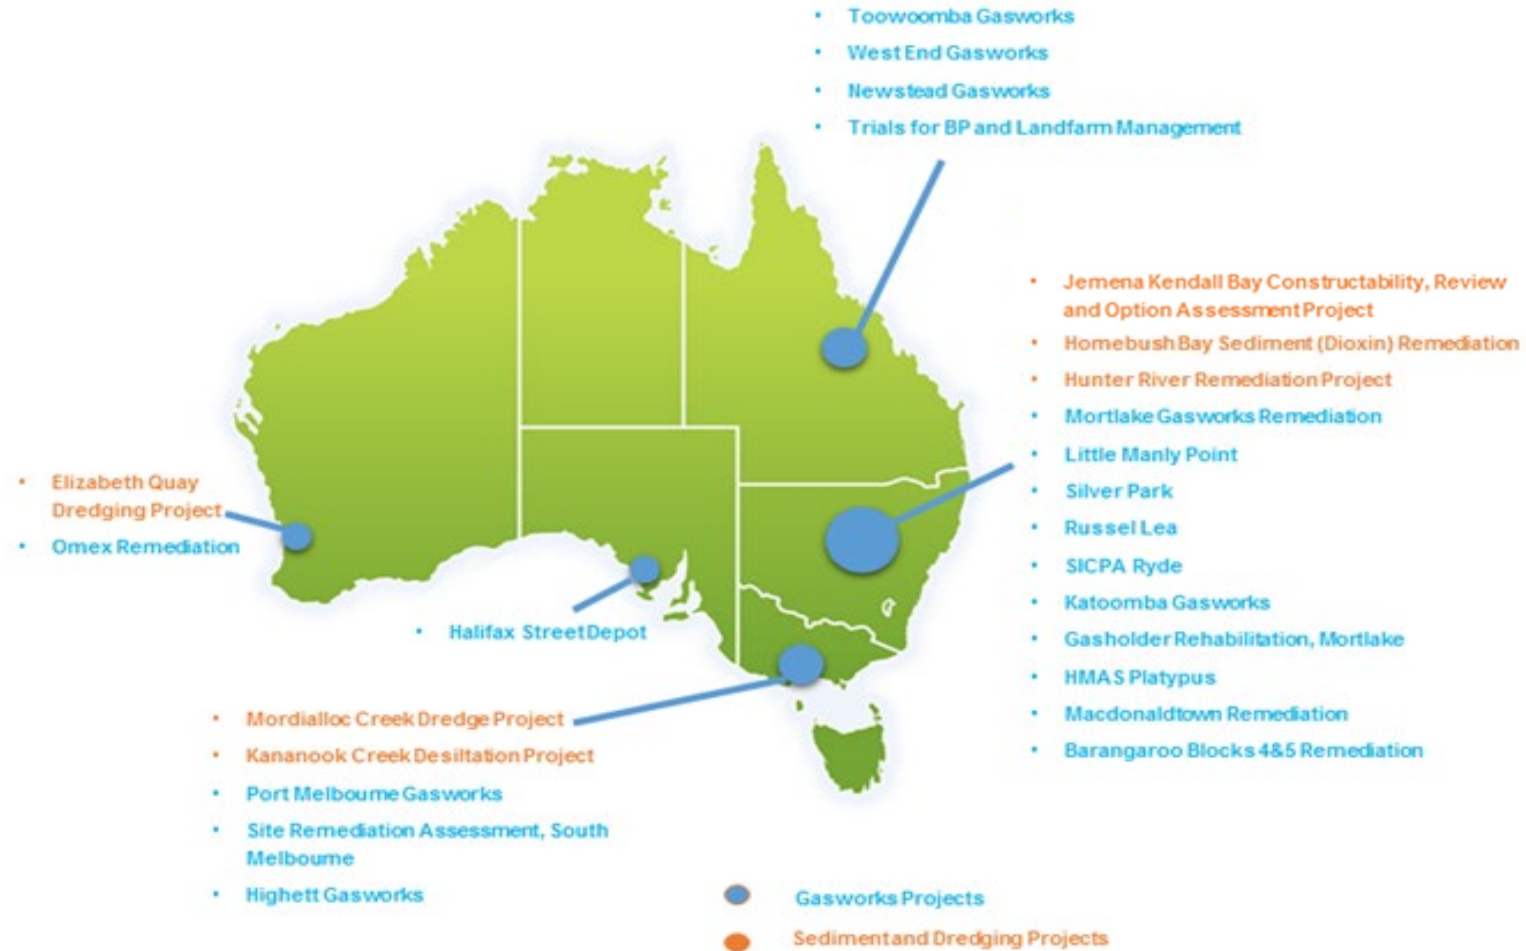 • Toowoomba Gasworks
• West End Gasworks
• Newstead Gasworks
• Trials for BP and Landfarm Management
• Jemena Kendall Bay Constructability, Review
and Option Assessment Project
• Homebush Bay Sediment (Dioxin) Remediation
• Hunter River Remediation Project
• Mortlake Gasworks Remediation
• Little Manly Point
• Silver Park
• Russel Lea
• SICPA Ryde
• Katoomba Gasworks
• Gasholder Rehabilitation, Mortlake
• HMAS Platypus
• Macdonaldtown Remediation
• Barangaroo Blocks 4&5 Remediation
• Elizabeth Quay
Dredging Project
• Omex Remediation
• Halifax Street Depot
• Mordialloc Creek Dredge Project
• Kananook Creek Desiltation Project
• Port Melbourne Gasworks
• Site Remediation Assessment, South
Melbourne
• Highett Gasworks
Gasworks Projects
Sediment and Dredging Projects